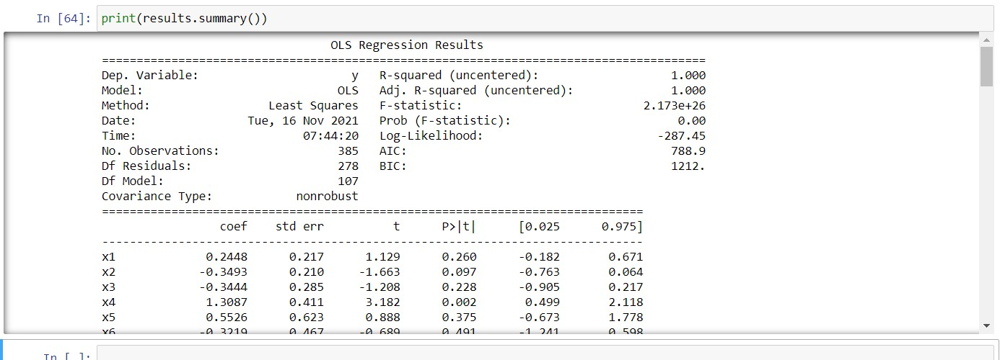 In [64]: print(results.summary())
OLS Regression Results
==============================================================================
Dep. Variable: y R-squared (uncentered): 1.000
Model: OLS Adj. R-squared (uncentered): 1.000
Method: Least Squares F-statistic: 2.173e+26
Date: Tue, 16 Nov 2021 Prob (F-statistic): 0.00
Time: 07:44:20 Log-Likelihood: -287.45
No. Observations: 385 AIC: 788.9
Df Residuals: 278 BIC: 1212.
Df Model: 107
Covariance Type: nonrobust
==============================================================================
coef std err t P>|t| [0.025 0.975]
------------------------------------------------------------------------------
x1 0.2448 0.217 1.129 0.260 -0.182 0.671
x2 -0.3493 0.210 -1.663 0.097 -0.763 0.064
x3 -0.3444 0.285 -1.208 0.228 -0.905 0.217
x4 1.3087 0.411 3.182 0.002 0.499 2.118
x5 0.5526 0.623 0.888 0.375 -0.673 1.778
x6 -0.3219 0.467 -0.689 0.491 -1.241 0.598
In [ ]: